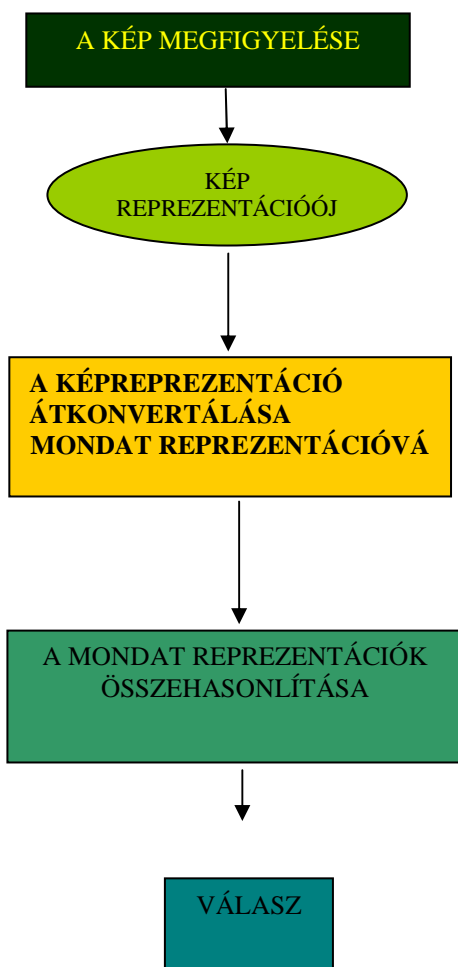 A KÉP MEGFIGYELÉSE
KÉP
REPREZENTÁCIÓÓJ
A KÉPREPREZENTÁCIÓ
ÁTKONVERTÁLÁSA
MONDAT REPREZENTÁCIÓVÁ
A MONDAT REPREZENTÁCIÓK
ÖSSZEHASONLÍTÁSA
VÁLASZ